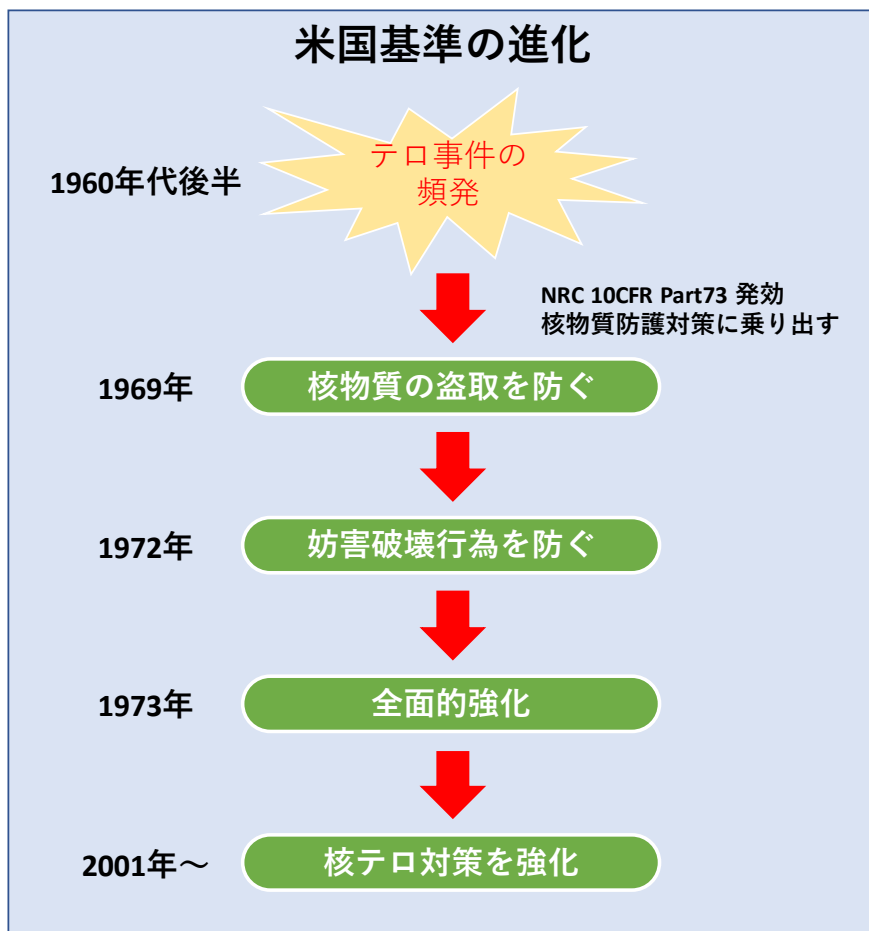 米国基準の進化
テロ事件の
頻発
1960年代後半
NRC 10CFR Part73 発効
核物質防護対策に乗り出す
1969年
核物質の盗取を防ぐ
1972年
妨害破壊行為を防ぐ
1973年
全面的強化
2001年～
核テロ対策を強化